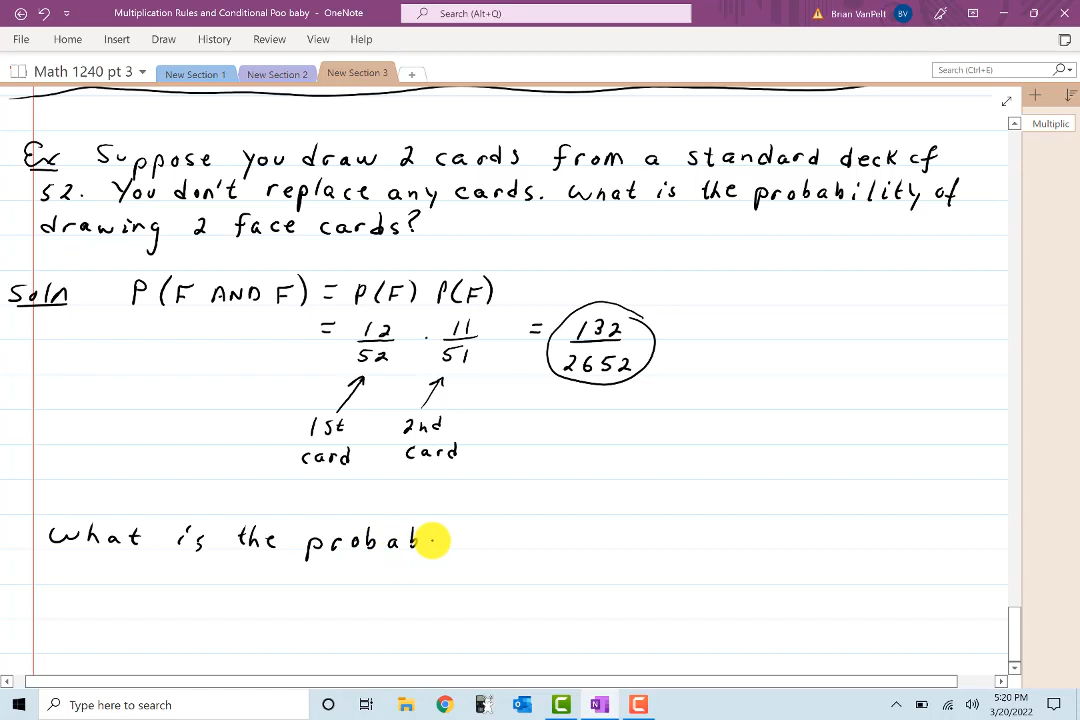 Multiplication Rules and Conditional Poo baby - OneNote
Search (Alt+Q)
Brian VanPelt
BV
File Home Insert Draw History Review View Help
Math 1240 pt 3
New Section 1
New Section 2
New Section 3
Search (Ctrl+E)
Multiplic
Ex Suppose you draw 2 cards from a standard deck of
52. You don't replace any cards. What is the probability of
drawing 2 face cards?
Soln P(F AND F) = P(F) P(F)
= 12/52 · 11/51 = 132/2652
1st card
2nd card
What is the probab
Type here to search
5:20 PM
3/20/2022